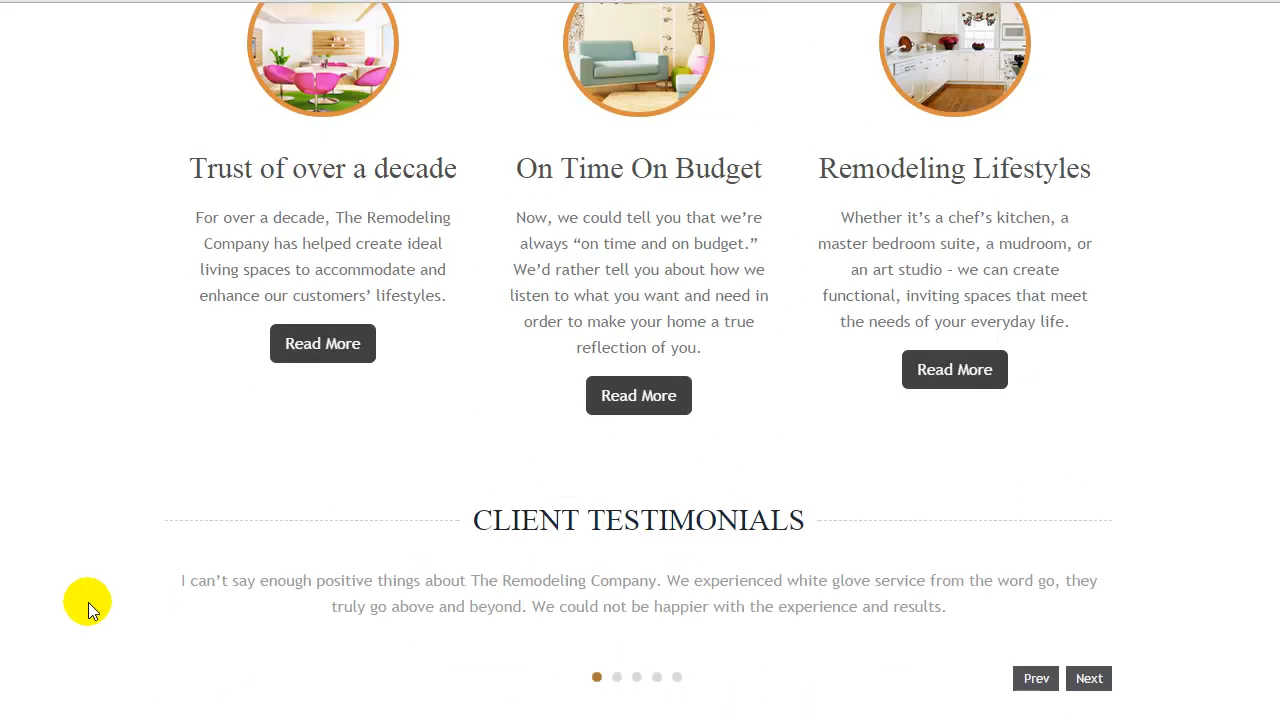 Trust of over a decade
For over a decade, The Remodeling
Company has helped create ideal
living spaces to accommodate and
enhance our customers’ lifestyles.
Read More
On Time On Budget
Now, we could tell you that we’re
always “on time and on budget.”
We’d rather tell you about how we
listen to what you want and need in
order to make your home a true
reflection of you.
Read More
Remodeling Lifestyles
Whether it’s a chef’s kitchen, a
master bedroom suite, a mudroom, or
an art studio – we can create
functional, inviting spaces that meet
the needs of your everyday life.
Read More
CLIENT TESTIMONIALS
I can’t say enough positive things about The Remodeling Company. We experienced white glove service from the word go, they
truly go above and beyond. We could not be happier with the experience and results.
Prev Next